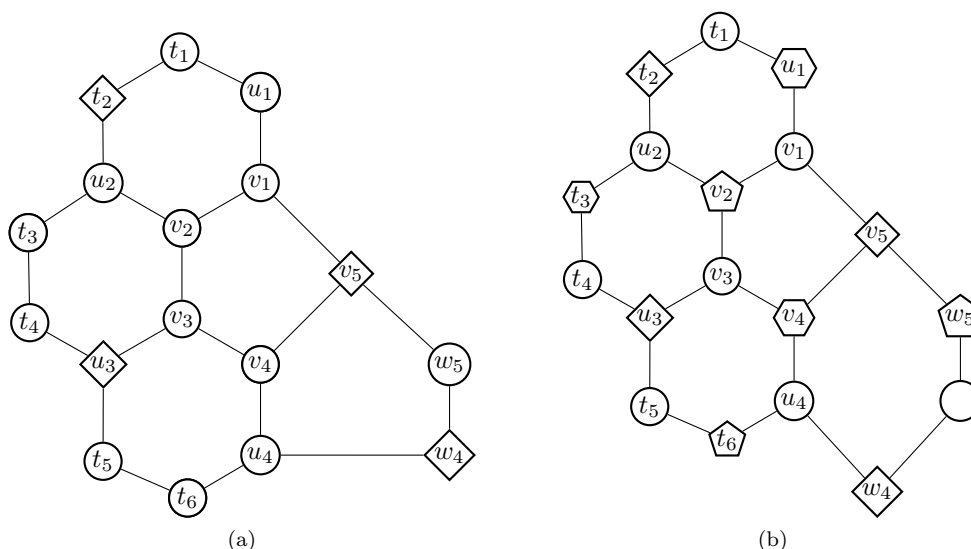 t₁
t₁
u₁
t₂
t₂
u₁
u₂
v₁
u₂
v₁
t₃
v₂
t₃
v₂
v₅
v₅
t₄
v₃
t₄
v₃
u₃
v₄
w₅
u₃
v₄
w₅
t₅
u₄
w₄
t₅
u₄
t₆
t₆
w₄
(a)
(b)